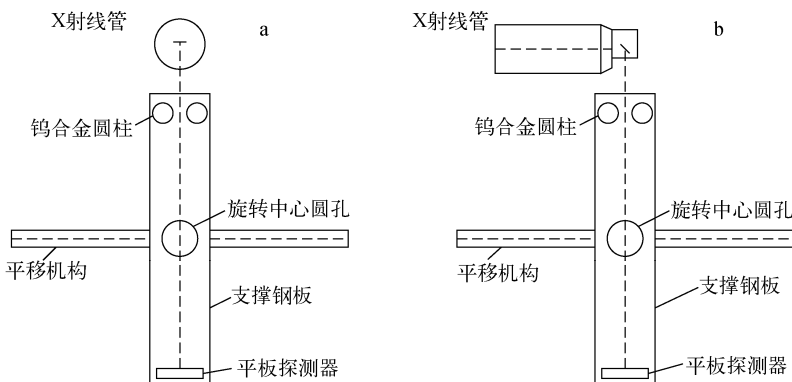 X射线管
a
钨合金圆柱
旋转中心圆孔
平移机构
支撑钢板
平板探测器
X射线管
b
钨合金圆柱
旋转中心圆孔
平移机构
支撑钢板
平板探测器